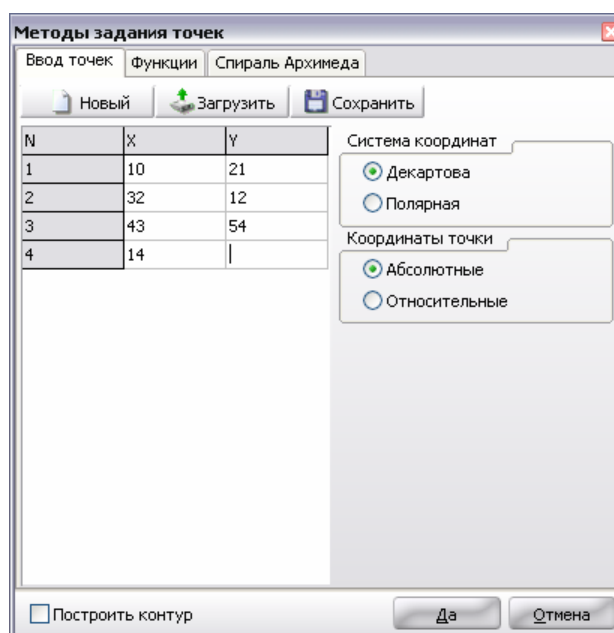 Методы задания точек
Ввод точек Функции Спираль Архимеда
Новый Загрузить Сохранить
N X Y
1 10 21
2 32 12
3 43 54
4 14
Система координат
Декартова
Полярная
Координаты точки
Абсолютные
Относительные
Построить контур Да Отмена